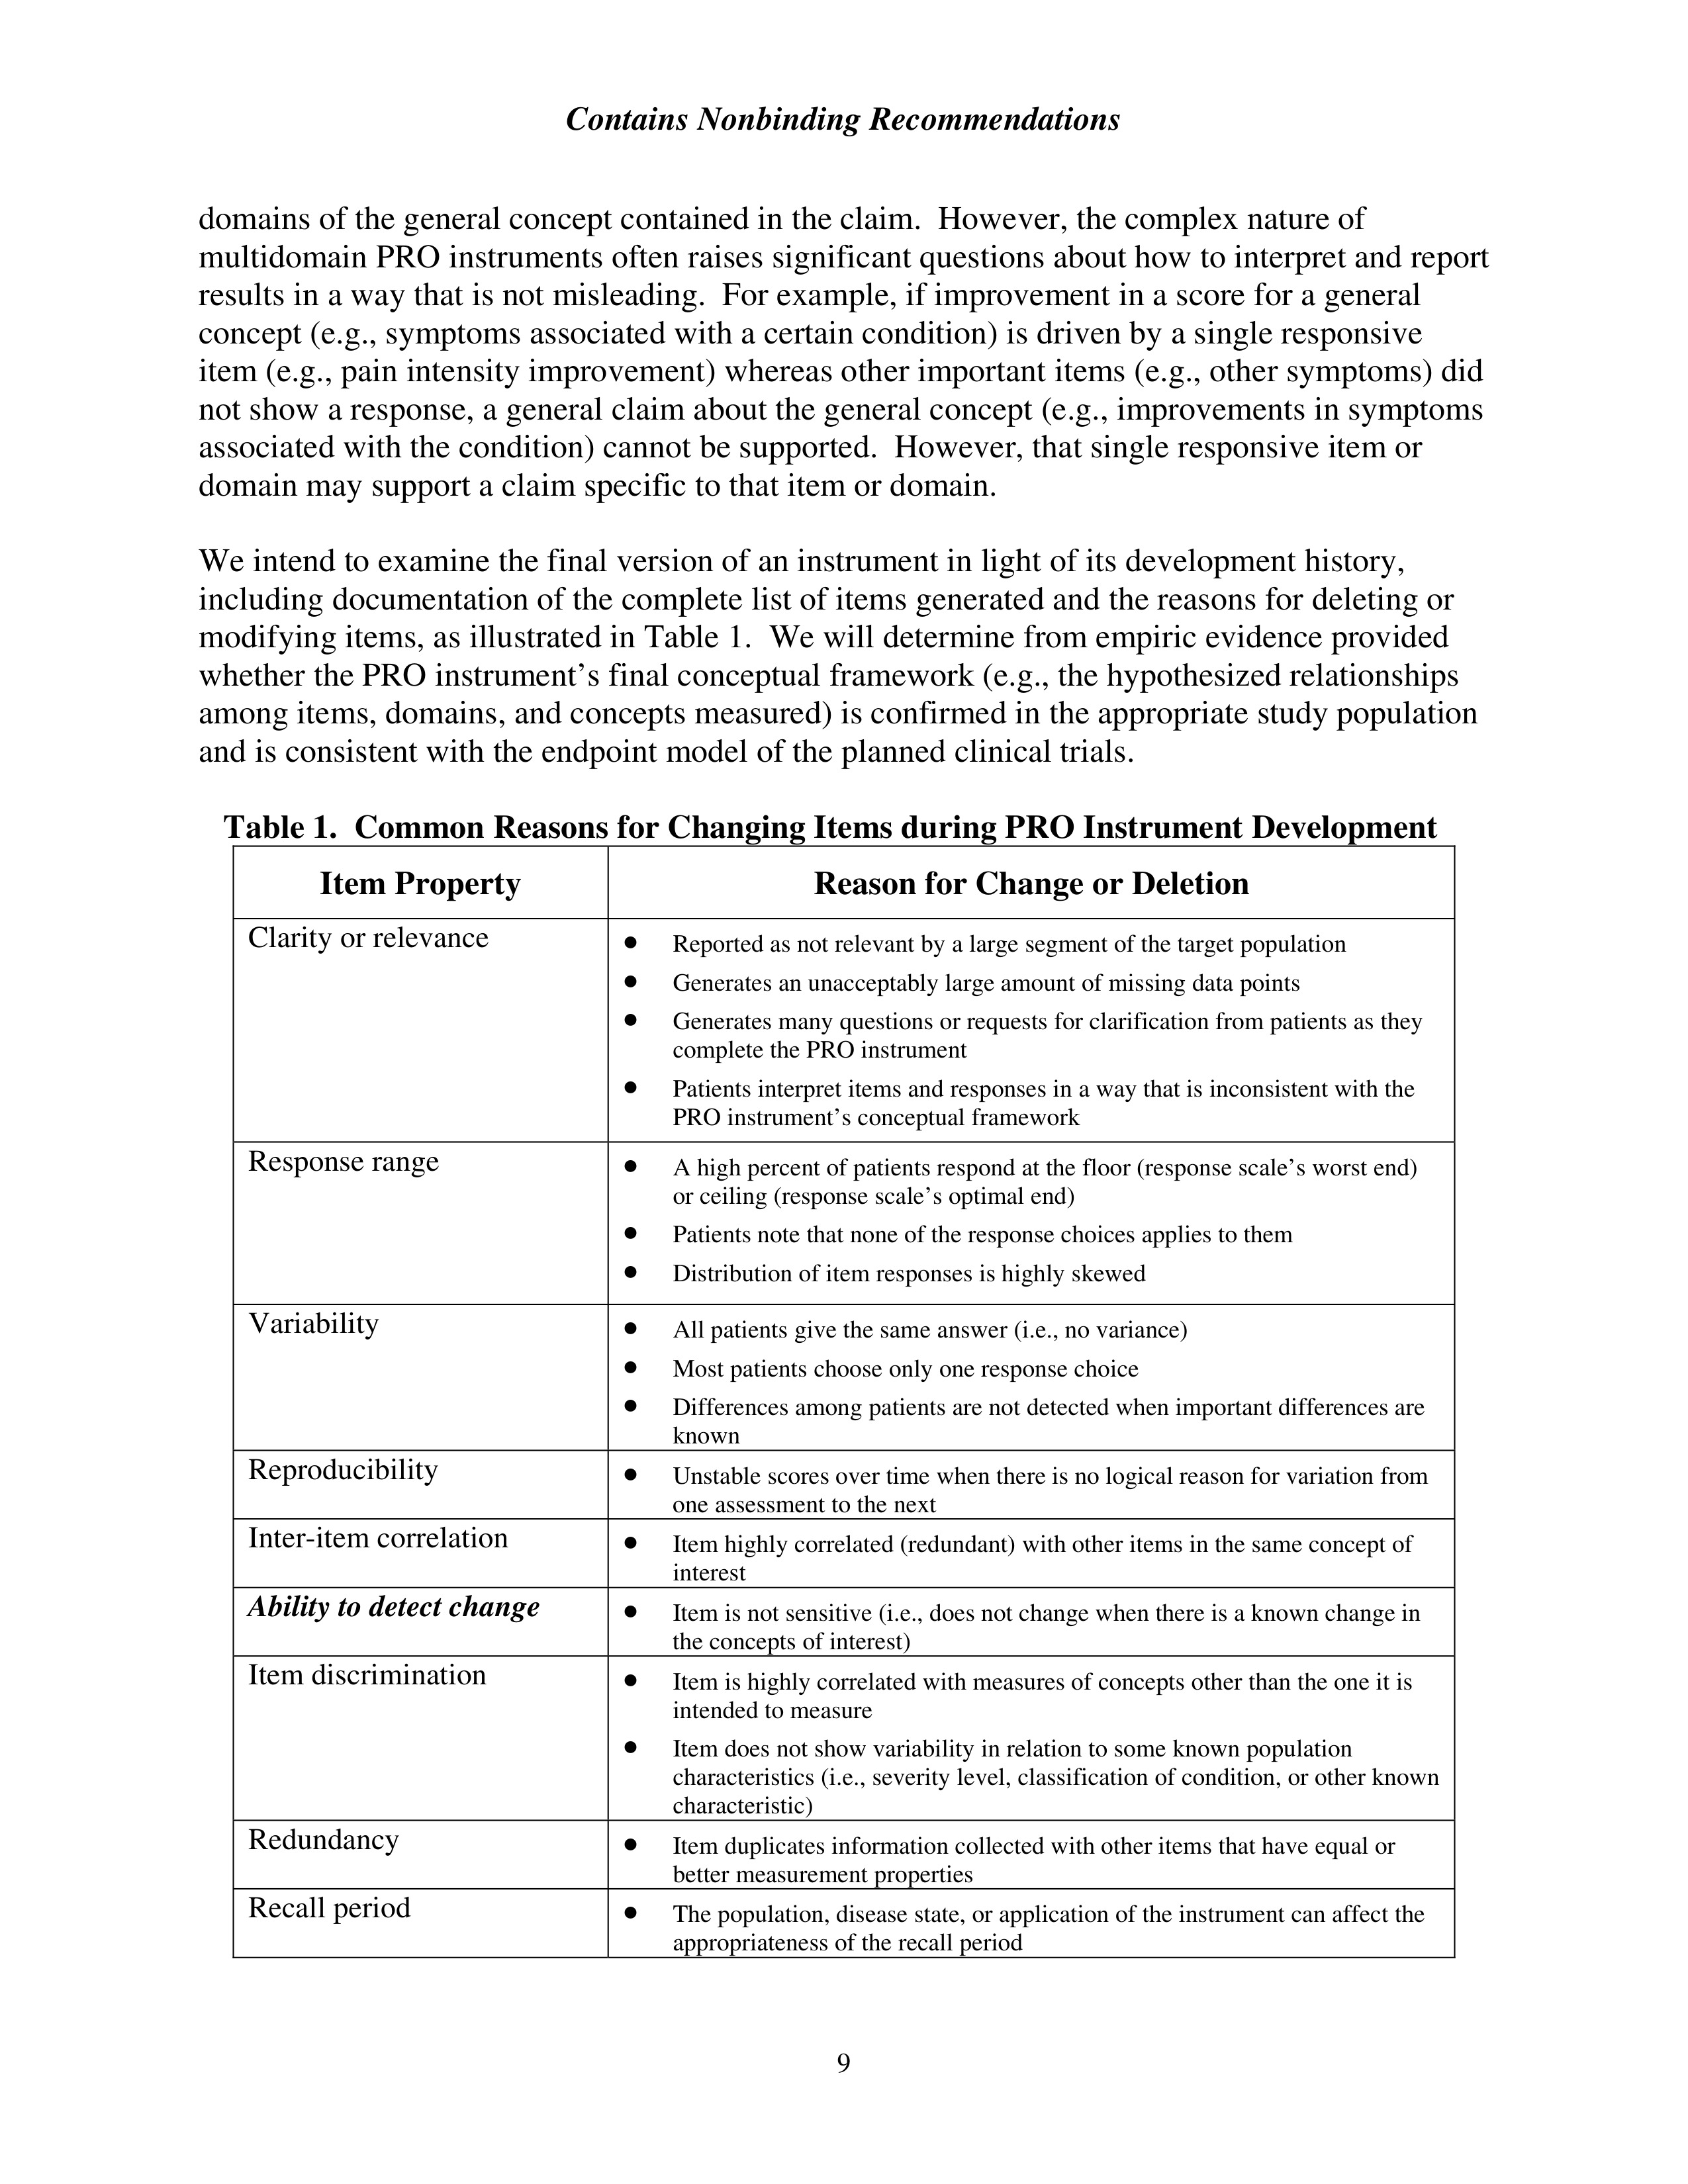 Contains Nonbinding Recommendations
domains of the general concept contained in the claim.  However, the complex nature of
multidomain PRO instruments often raises significant questions about how to interpret and report
results in a way that is not misleading.  For example, if improvement in a score for a general
concept (e.g., symptoms associated with a certain condition) is driven by a single responsive
item (e.g., pain intensity improvement) whereas other important items (e.g., other symptoms) did
not show a response, a general claim about the general concept (e.g., improvements in symptoms
associated with the condition) cannot be supported.  However, that single responsive item or
domain may support a claim specific to that item or domain.
We intend to examine the final version of an instrument in light of its development history,
including documentation of the complete list of items generated and the reasons for deleting or
modifying items, as illustrated in Table 1.  We will determine from empiric evidence provided
whether the PRO instrument’s final conceptual framework (e.g., the hypothesized relationships
among items, domains, and concepts measured) is confirmed in the appropriate study population
and is consistent with the endpoint model of the planned clinical trials.
Table 1.  Common Reasons for Changing Items during PRO Instrument Development
Item Property
Reason for Change or Deletion
Clarity or relevance
• Reported as not relevant by a large segment of the target population
• Generates an unacceptably large amount of missing data points
• Generates many questions or requests for clarification from patients as they
complete the PRO instrument
• Patients interpret items and responses in a way that is inconsistent with the
PRO instrument’s conceptual framework
Response range
• A high percent of patients respond at the floor (response scale’s worst end)
or ceiling (response scale’s optimal end)
• Patients note that none of the response choices applies to them
• Distribution of item responses is highly skewed
Variability
• All patients give the same answer (i.e., no variance)
• Most patients choose only one response choice
• Differences among patients are not detected when important differences are
known
Reproducibility
• Unstable scores over time when there is no logical reason for variation from
one assessment to the next
Inter-item correlation
• Item highly correlated (redundant) with other items in the same concept of
interest
Ability to detect change
• Item is not sensitive (i.e., does not change when there is a known change in
the concepts of interest)
Item discrimination
• Item is highly correlated with measures of concepts other than the one it is
intended to measure
• Item does not show variability in relation to some known population
characteristics (i.e., severity level, classification of condition, or other known
characteristic)
Redundancy
• Item duplicates information collected with other items that have equal or
better measurement properties
Recall period
• The population, disease state, or application of the instrument can affect the
appropriateness of the recall period
9